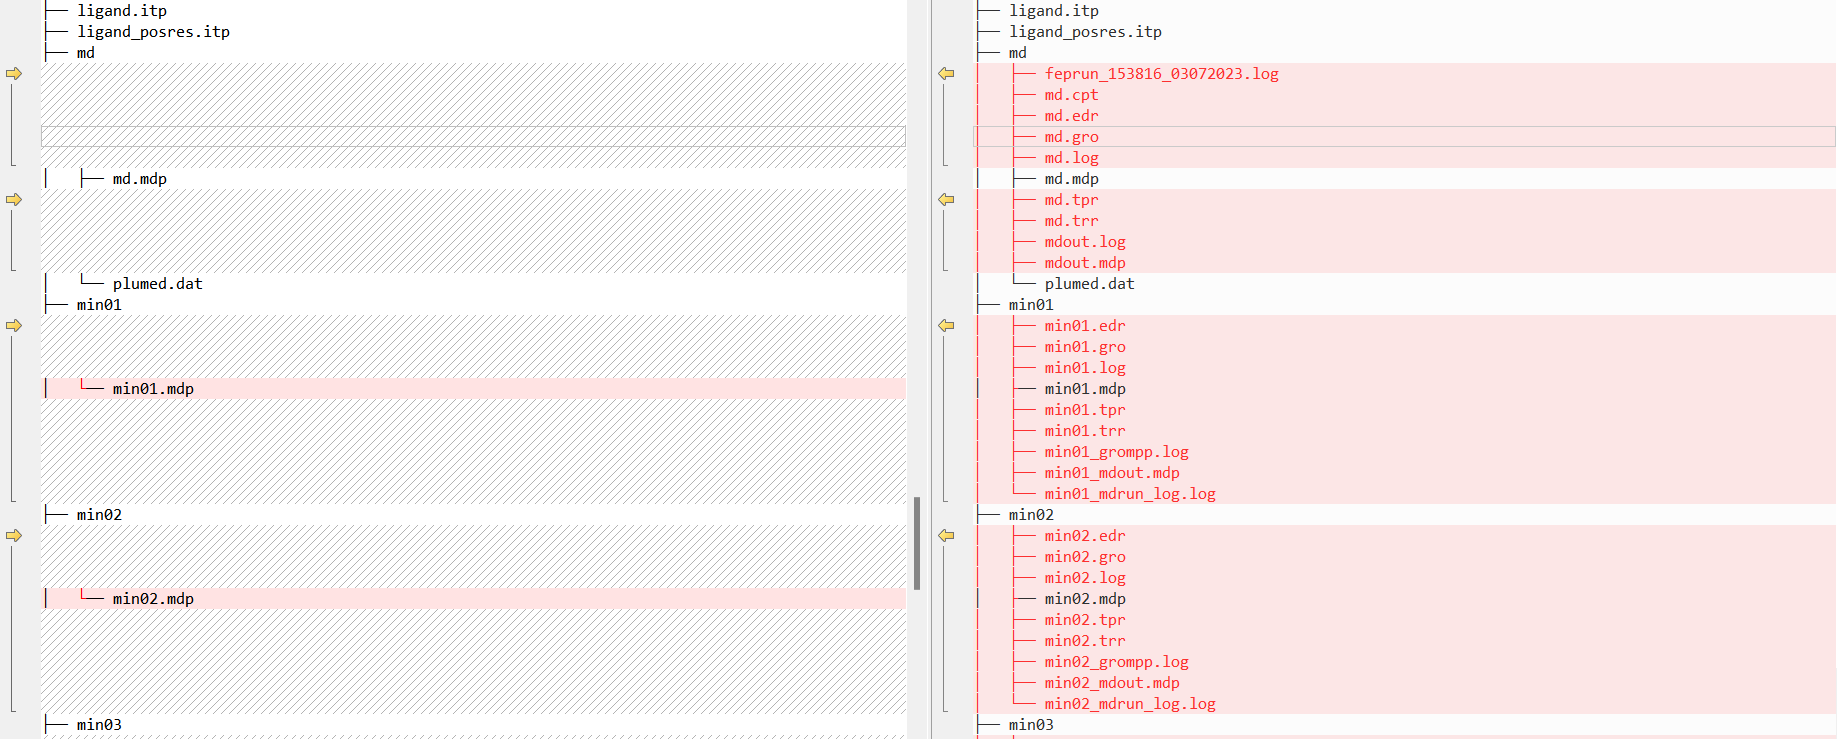 ├── ligand.itp
├── ligand_posres.itp
├── md
│   ├── md.mdp
│   └── plumed.dat
├── min01
│   └── min01.mdp
├── min02
│   └── min02.mdp
├── min03
├── ligand.itp
├── ligand_posres.itp
├── md
│   ├── feprun_153816_03072023.log
│   ├── md.cpt
│   ├── md.edr
│   ├── md.gro
│   ├── md.log
│   ├── md.mdp
│   ├── md.tpr
│   ├── md.trr
│   ├── mdout.log
│   ├── mdout.mdp
│   └── plumed.dat
├── min01
│   ├── min01.edr
│   ├── min01.gro
│   ├── min01.log
│   ├── min01.mdp
│   ├── min01.tpr
│   ├── min01.trr
│   ├── min01_grompp.log
│   ├── min01_mdout.mdp
│   └── min01_mdrun_log.log
├── min02
│   ├── min02.edr
│   ├── min02.gro
│   ├── min02.log
│   ├── min02.mdp
│   ├── min02.tpr
│   ├── min02.trr
│   ├── min02_grompp.log
│   ├── min02_mdout.mdp
│   └── min02_mdrun_log.log
├── min03